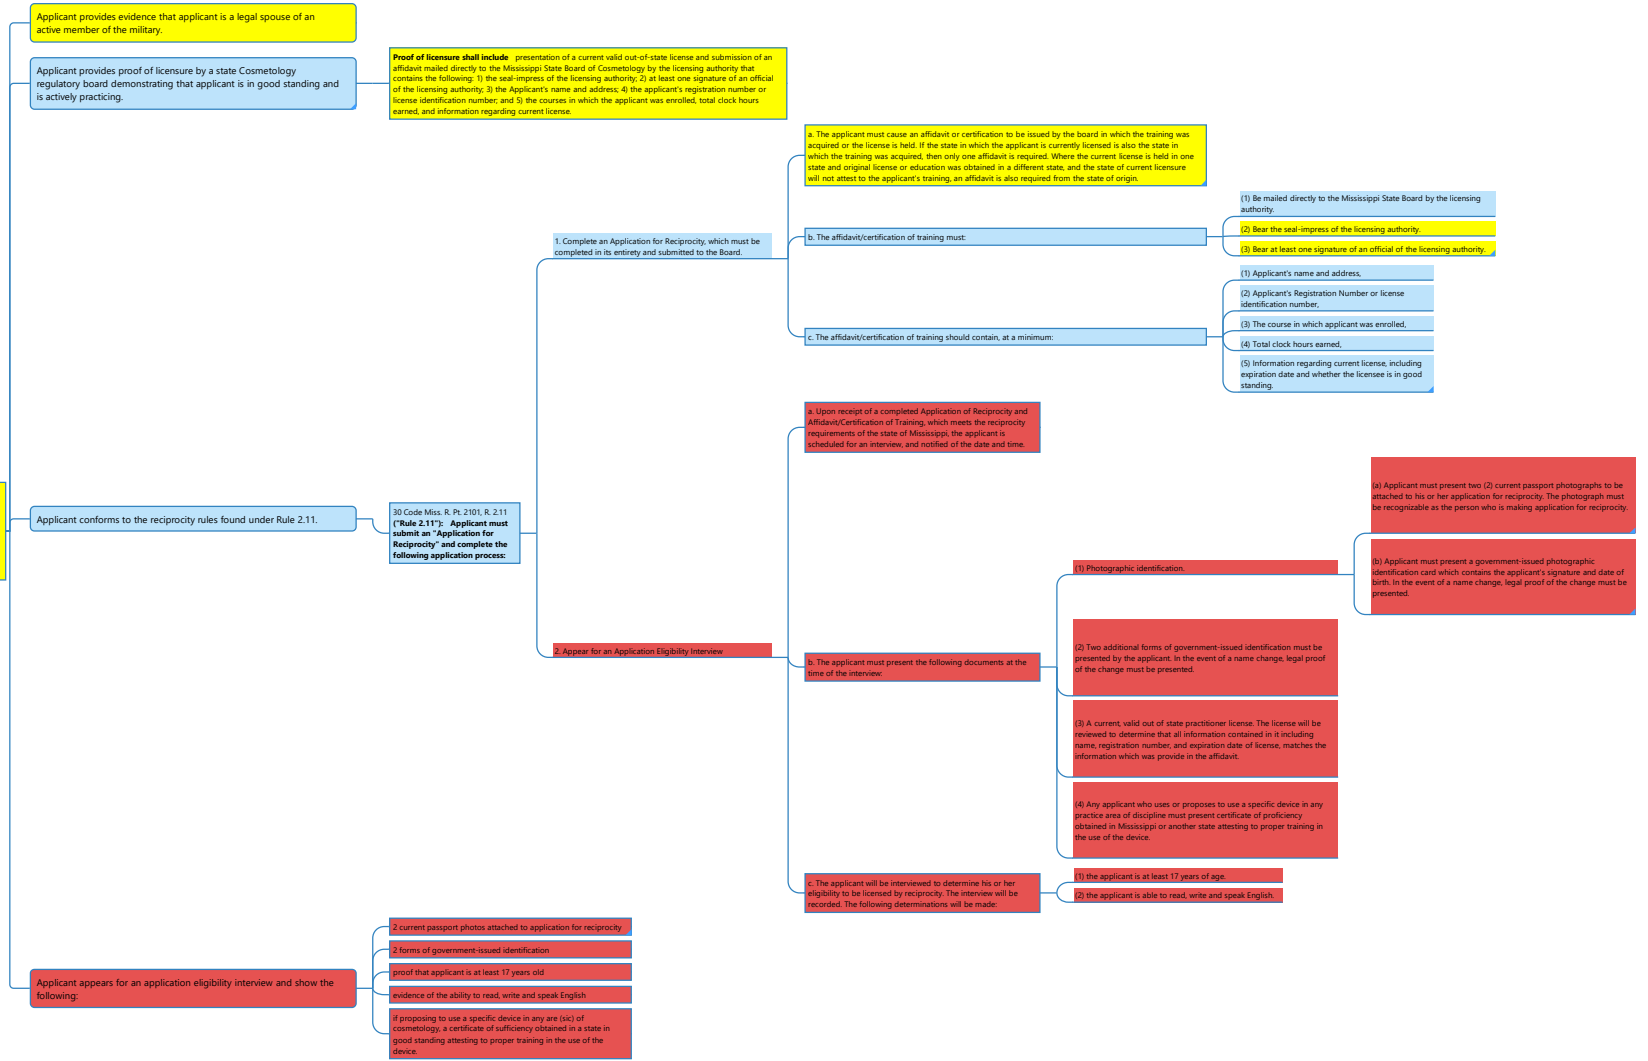 Applicant provides evidence that applicant is a legal spouse of an
active member of the military.
Applicant provides proof of licensure by a state Cosmetology
regulatory board demonstrating that applicant is in good standing and
is actively practicing.
Proof of licensure shall include presentation of a current valid out-of-state license and submission of an
affidavit mailed directly to the Mississippi State Board of Cosmetology by the licensing authority that
contains the following: 1) the seal-impress of the licensing authority; 2) at least one signature of an official
of the licensing authority; 3) the Applicant's name and address; 4) the applicant's registration number or
license identification number; and 5) the courses in which the applicant was enrolled, total clock hours
earned, and information regarding current license.
Applicant conforms to the reciprocity rules found under Rule 2.11.
30 Code Miss. R. Pt. 2101, R. 2.11
("Rule 2.11"): Applicant must
submit an "Application for
Reciprocity" and complete the
following application process:
1. Complete an Application for Reciprocity, which must be
completed in its entirety and submitted to the Board.
a. The applicant must cause an affidavit or certification to be issued by the board in which the training was
acquired or the license is held. If the state in which the applicant is currently licensed is also the state in
which the training was acquired, then only one affidavit is required. Where the current license is held in one
state and original license or education was obtained in a different state, and the state of current licensure
will not attest to the applicant's training, an affidavit is also required from the state of origin.
b. The affidavit/certification of training must:
(1) Be mailed directly to the Mississippi State Board by the licensing
authority.
(2) Bear the seal-impress of the licensing authority.
(3) Bear at least one signature of an official of the licensing authority.
c. The affidavit/certification of training should contain, at a minimum:
(1) Applicant's name and address,
(2) Applicant's Registration Number or license
identification number,
(3) The course in which applicant was enrolled,
(4) Total clock hours earned,
(5) Information regarding current license, including
expiration date and whether the licensee is in good
standing.
2. Appear for an Application Eligibility Interview
a. Upon receipt of a completed Application of Reciprocity and
Affidavit/Certification of Training, which meets the reciprocity
requirements of the state of Mississippi, the applicant is
scheduled for an interview, and notified of the date and time.
b. The applicant must present the following documents at the
time of the interview:
(1) Photographic identification.
(a) Applicant must present two (2) current passport photographs to be
attached to his or her application for reciprocity. The photograph must
be recognizable as the person who is making application for reciprocity.
(b) Applicant must present a government-issued photographic
identification card which contains the applicant's signature and date of
birth. In the event of a name change, legal proof of the change must be
presented.
(2) Two additional forms of government-issued identification must be
presented by the applicant. In the event of a name change, legal proof
of the change must be presented.
(3) A current, valid out of state practitioner license. The license will be
reviewed to determine that all information contained in it including
name, registration number, and expiration date of license, matches the
information which was provide in the affidavit.
(4) Any applicant who uses or proposes to use a specific device in any
practice area of discipline must present certificate of proficiency
obtained in Mississippi or another state attesting to proper training in
the use of the device.
c. The applicant will be interviewed to determine his or her
eligibility to be licensed by reciprocity. The interview will be
recorded. The following determinations will be made:
(1) the applicant is at least 17 years of age.
(2) the applicant is able to read, write and speak English.
Applicant appears for an application eligibility interview and show the
following:
2 current passport photos attached to application for reciprocity
2 forms of government-issued identification
proof that applicant is at least 17 years old
evidence of the ability to read, write and speak English
if proposing to use a specific device in any are (sic) of
cosmetology, a certificate of sufficiency obtained in a state in
good standing attesting to proper training in the use of the
device.